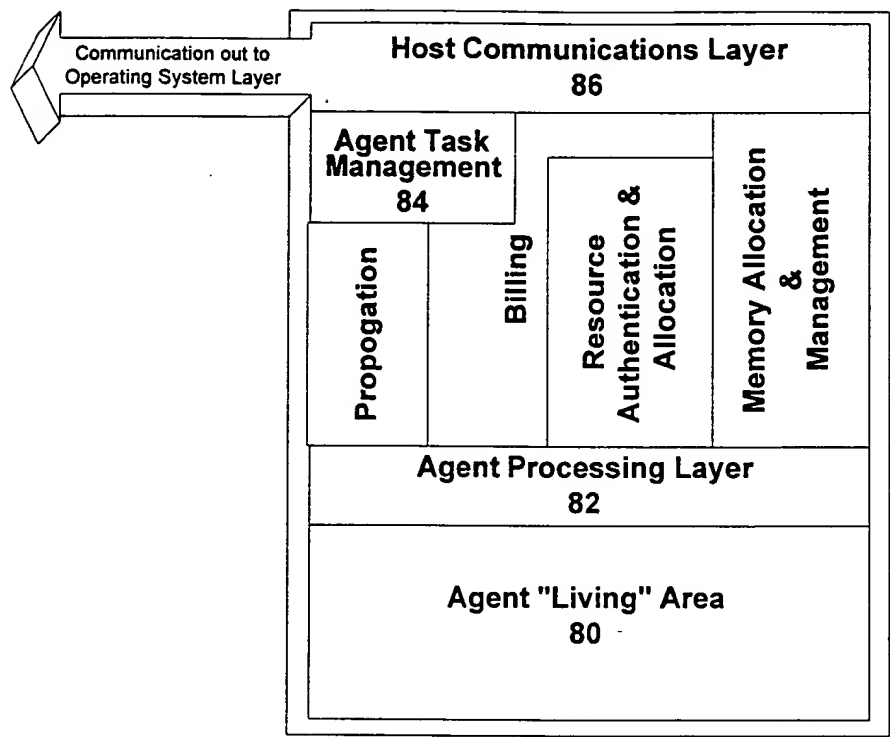 Communication out to
Operating System Layer
Host Communications Layer
86
Agent Task
Management
84
Propogation
Billing
Resource
Authentication &
Allocation
Memory Allocation
&
Management
Agent Processing Layer
82
Agent "Living" Area
80